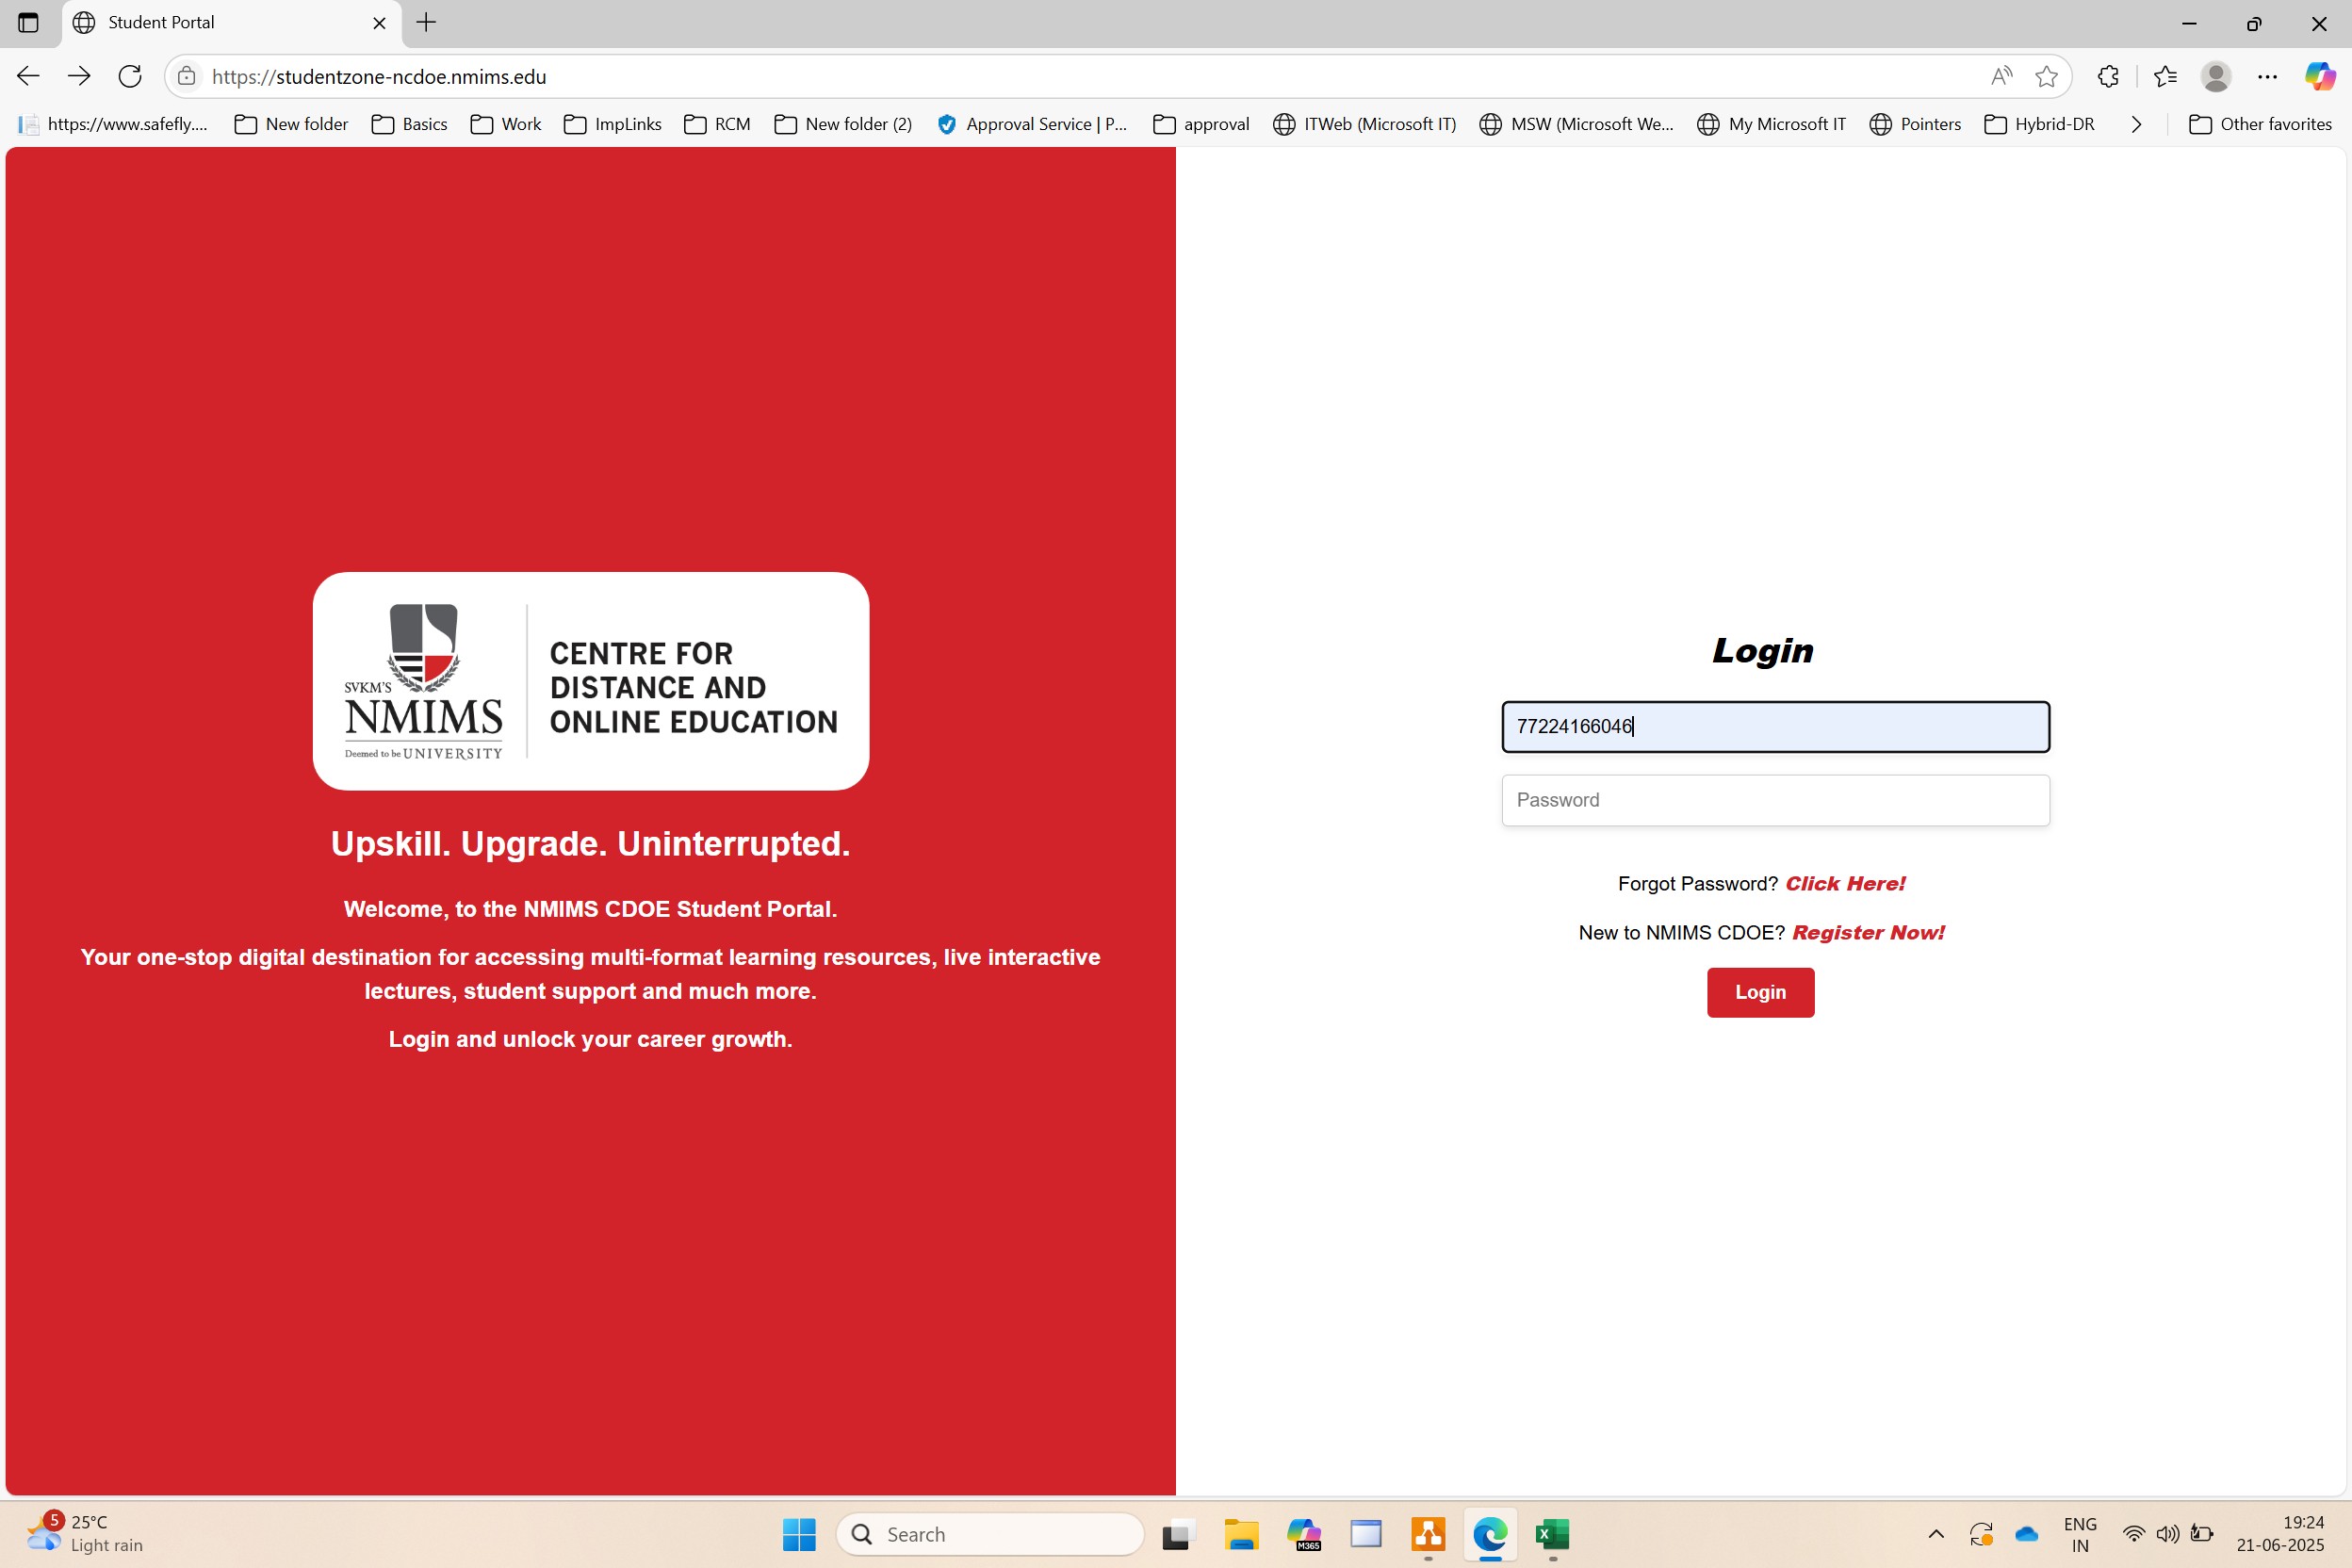 Student Portal
https://studentzone-ncdoe.nmims.edu
https://www.safefly....
New folder
Basics
Work
ImpLinks
RCM
New folder (2)
Approval Service | P...
approval
ITWeb (Microsoft IT)
MSW (Microsoft We...
My Microsoft IT
Pointers
Hybrid-DR
Other favorites
SVKM'S
NMIMS
Deemed to be UNIVERSITY
CENTRE FOR
DISTANCE AND
ONLINE EDUCATION
Upskill. Upgrade. Uninterrupted.
Welcome, to the NMIMS CDOE Student Portal.
Your one-stop digital destination for accessing multi-format learning resources, live interactive
lectures, student support and much more.
Login and unlock your career growth.
Login
77224166046
Password
Forgot Password? Click Here!
New to NMIMS CDOE? Register Now!
Login
5
25°C
Light rain
Search
M365
ENG
IN
19:24
21-06-2025